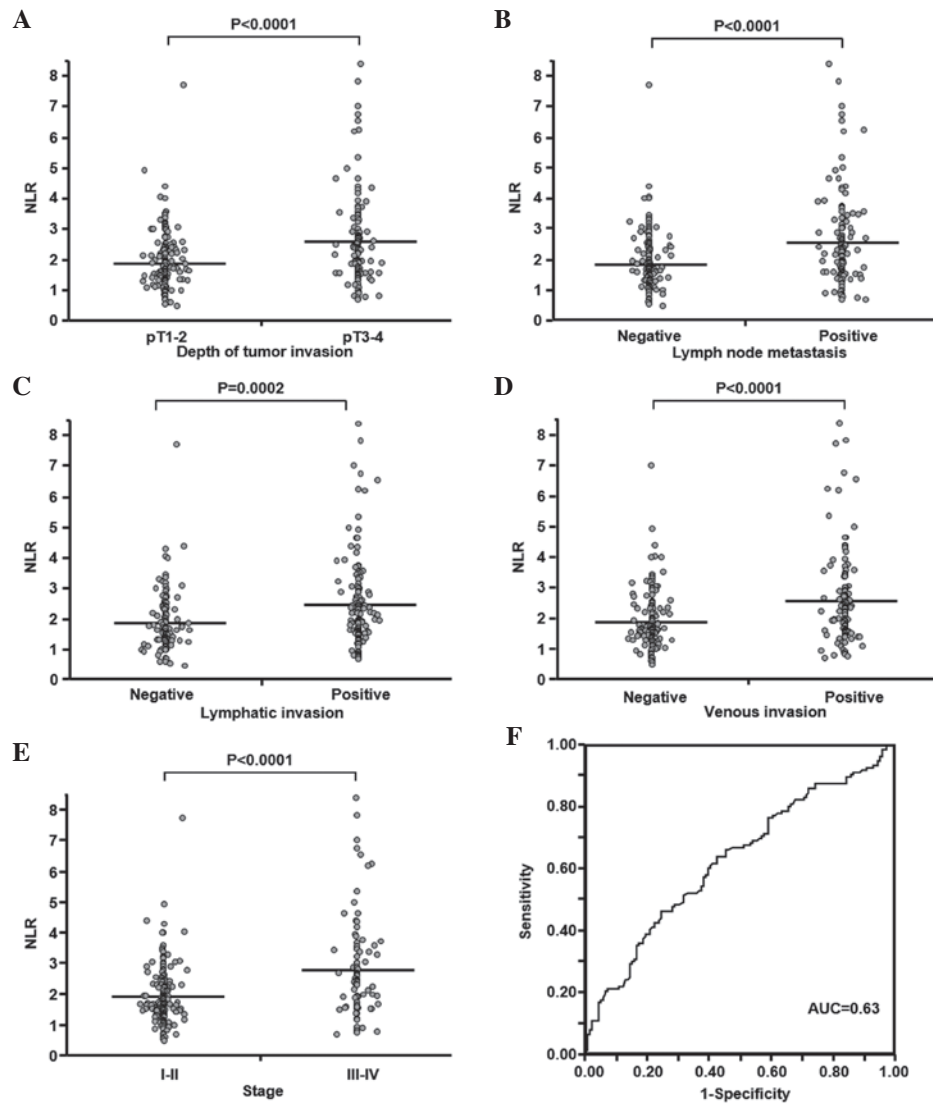 A
P<0.0001
8
7
6
5
4
3
2
1
0
NLR
pT1-2 pT3-4
Depth of tumor invasion
B
P<0.0001
8
7
6
5
4
3
2
1
0
NLR
Negative Positive
Lymph node metastasis
C
P=0.0002
8
7
6
5
4
3
2
1
0
NLR
Negative Positive
Lymphatic invasion
D
P<0.0001
8
7
6
5
4
3
2
1
0
NLR
Negative Positive
Venous invasion
E
P<0.0001
8
7
6
5
4
3
2
1
0
NLR
I-II III-IV
Stage
F
1.00
0.80
0.60
0.40
0.20
0.00
Sensitivity
AUC=0.63
0.00 0.20 0.40 0.60 0.80 1.00
1-Specificity